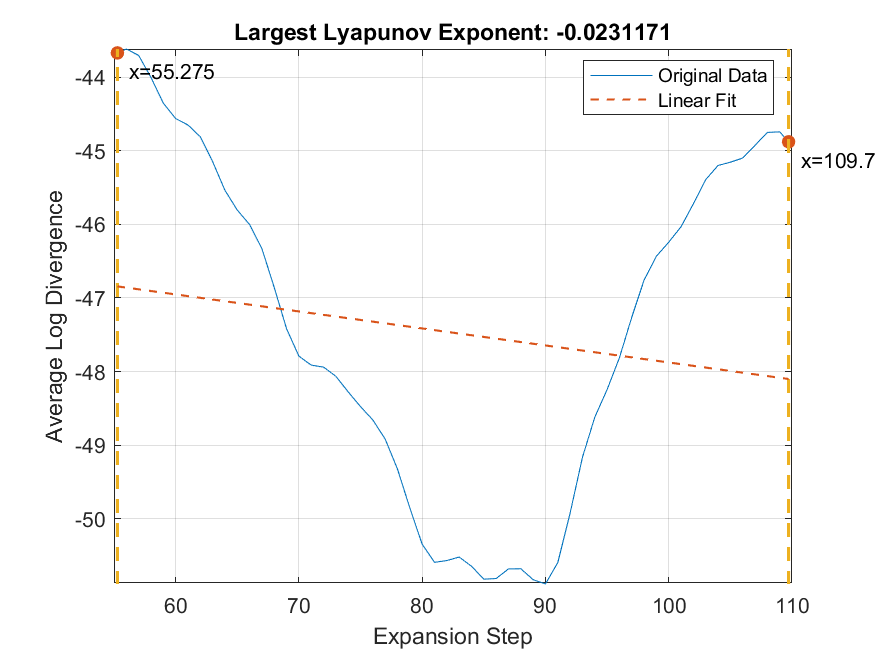 Largest Lyapunov Exponent: -0.0231171
x=55.275
Original Data
Linear Fit
x=109.7
-44
-45
-46
-47
-48
-49
-50
Average Log Divergence
60 70 80 90 100 110
Expansion Step